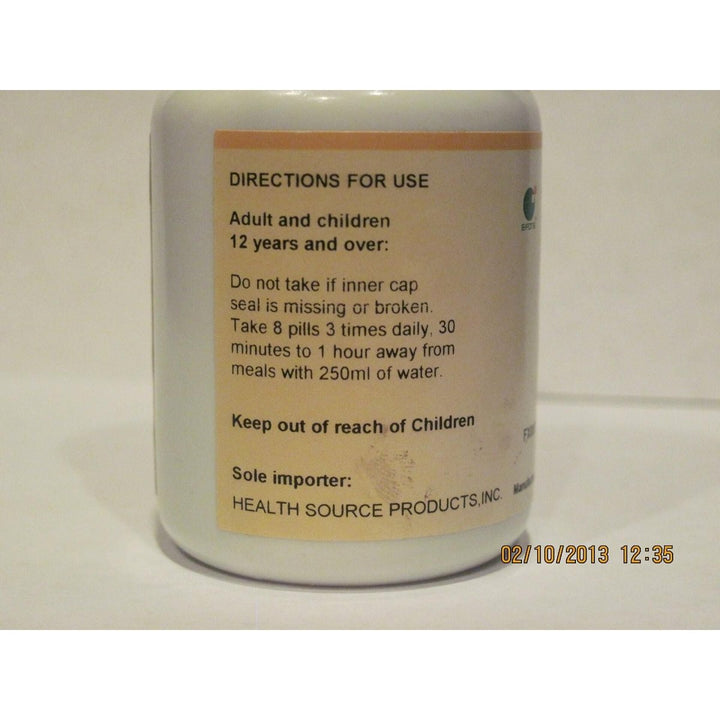 DIRECTIONS FOR USE
Adult and children
12 years and over:
Do not take if inner cap
seal is missing or broken.
Take 8 pills 3 times daily, 30
minutes to 1 hour away from
meals with 250ml of water.
Keep out of reach of Children
Sole importer:
HEALTH SOURCE PRODUCTS,INC.
02/10/2013 12:35